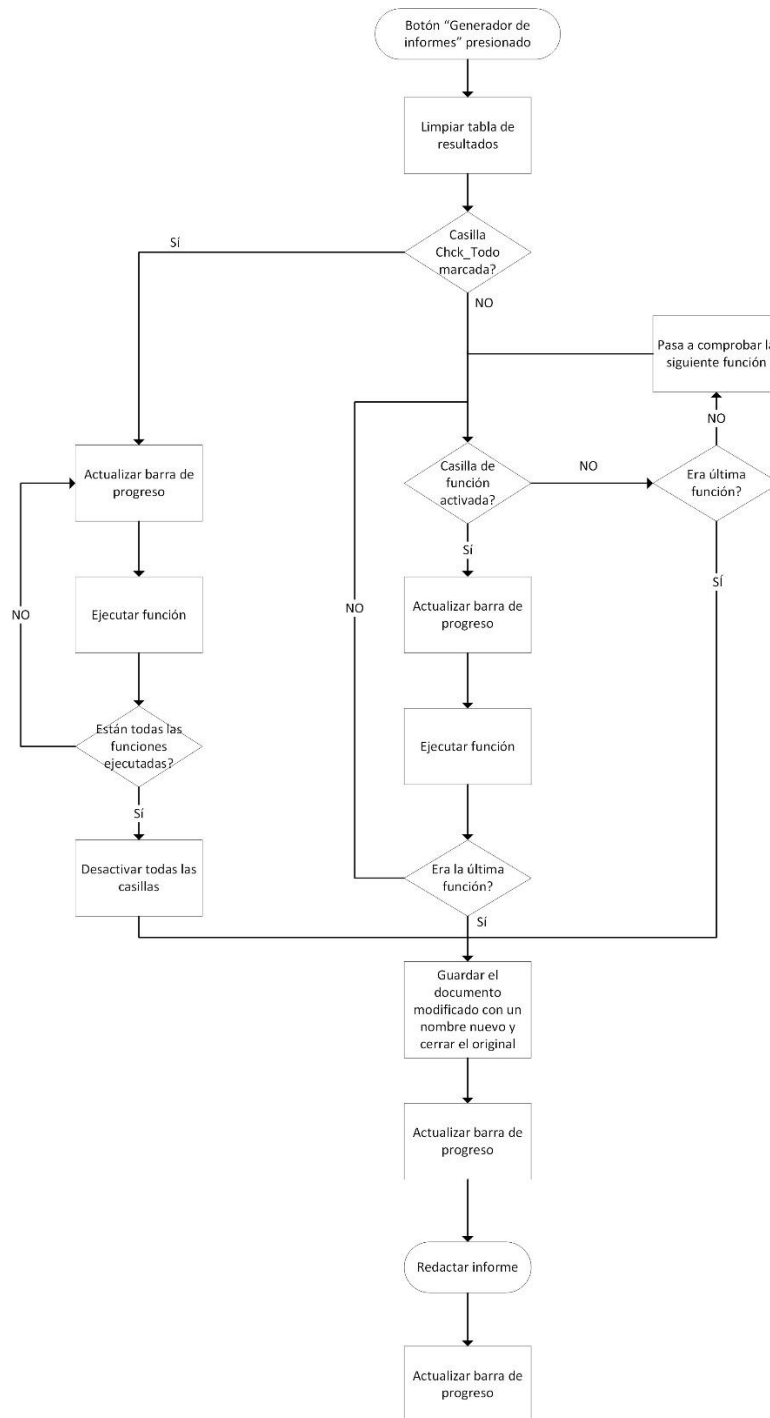 Botón “Generador de
informes” presionado
Limpiar tabla de
resultados
Casilla
Chck_Todo
marcada?
Sí
NO
Pasa a comprobar la
siguiente función
NO
Casilla de
función
activada?
NO
Era última
función?
Actualizar barra de
progreso
Sí
Sí
Ejecutar función
NO
Actualizar barra de
progreso
NO
Están todas las
funciones
ejecutadas?
Ejecutar función
Sí
Desactivar todas las
casillas
Era la última
función?
Sí
Guardar el
documento
modificado con un
nombre nuevo y
cerrar el original
Actualizar barra de
progreso
Redactar informe
Actualizar barra de
progreso